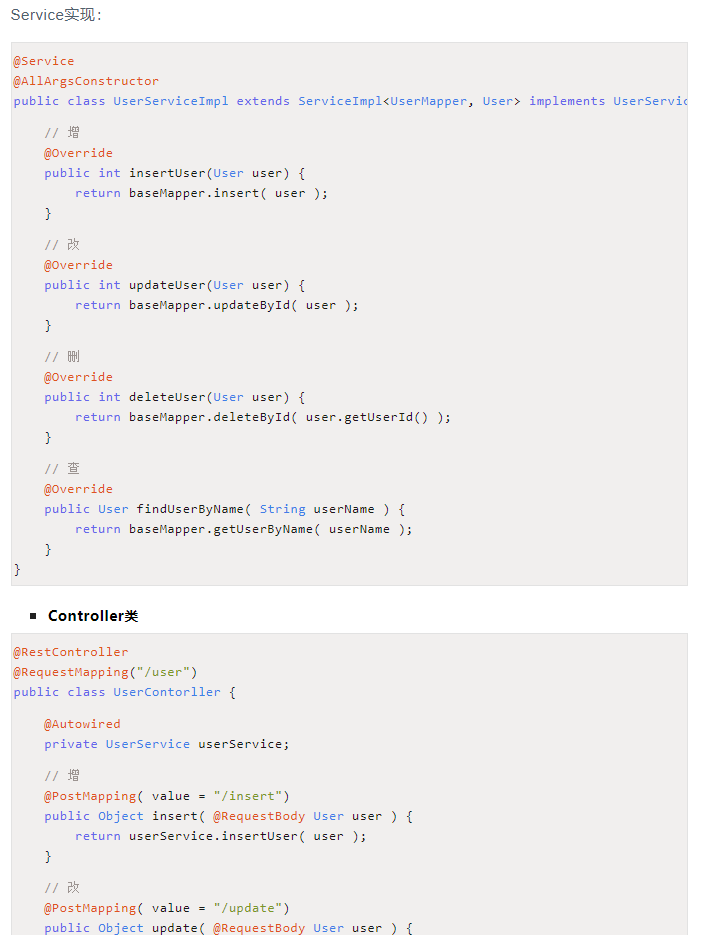 Service实现：
@Service
@AllArgsConstructor
public class UserServiceImpl extends ServiceImpl<UserMapper, User> implements UserServic
// 增
@Override
public int insertUser(User user) {
return baseMapper.insert( user );
}
// 改
@Override
public int updateUser(User user) {
return baseMapper.updateById( user );
}
// 删
@Override
public int deleteUser(User user) {
return baseMapper.deleteById( user.getUserId() );
}
// 查
@Override
public User findUserByName( String userName ) {
return baseMapper.getUserByName( userName );
}
}
▪ Controller类
@RestController
@RequestMapping("/user")
public class UserContorller {
@Autowired
private UserService userService;
// 增
@PostMapping( value = "/insert")
public Object insert( @RequestBody User user ) {
return userService.insertUser( user );
}
// 改
@PostMapping( value = "/update")
public Object update( @RequestBody User user ) {